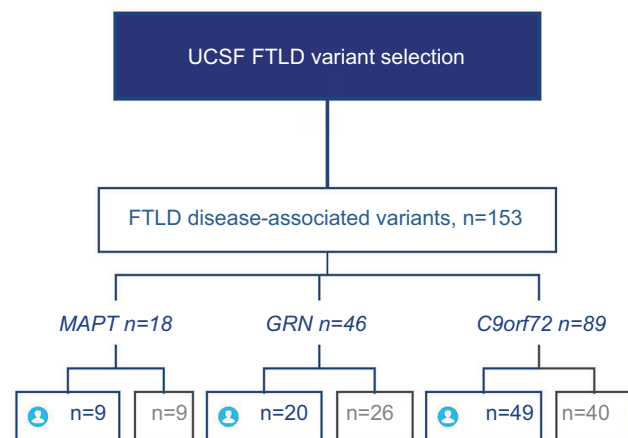 UCSF FTLD variant selection
FTLD disease-associated variants, n=153
MAPT n=18 GRN n=46 C9orf72 n=89
n=9 n=9 n=20 n=26 n=49 n=40